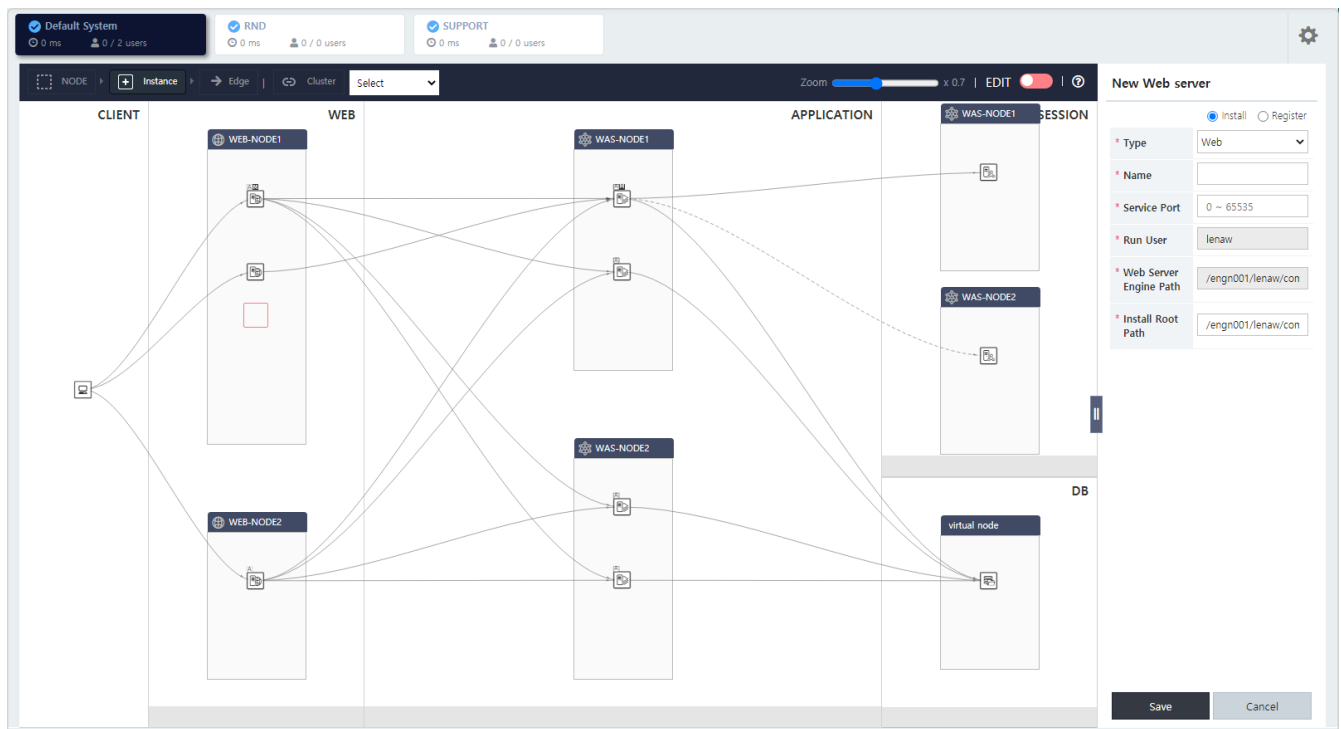 Default System
0 ms 0 / 2 users
RND
0 ms 0 / 0 users
SUPPORT
0 ms 0 / 0 users
NODE Instance Edge | Cluster Select
Zoom x 0.7 | EDIT |
CLIENT
WEB
APPLICATION
SESSION
WEB-NODE1
WAS-NODE1
WAS-NODE1
WAS-NODE2
WAS-NODE2
WEB-NODE2
DB
virtual node
New Web server
Install Register
* Type Web
* Name
* Service Port 0 ~ 65535
* Run User lenaw
* Web Server
Engine Path /engn001/lenaw/con
* Install Root
Path /engn001/lenaw/con
Save Cancel